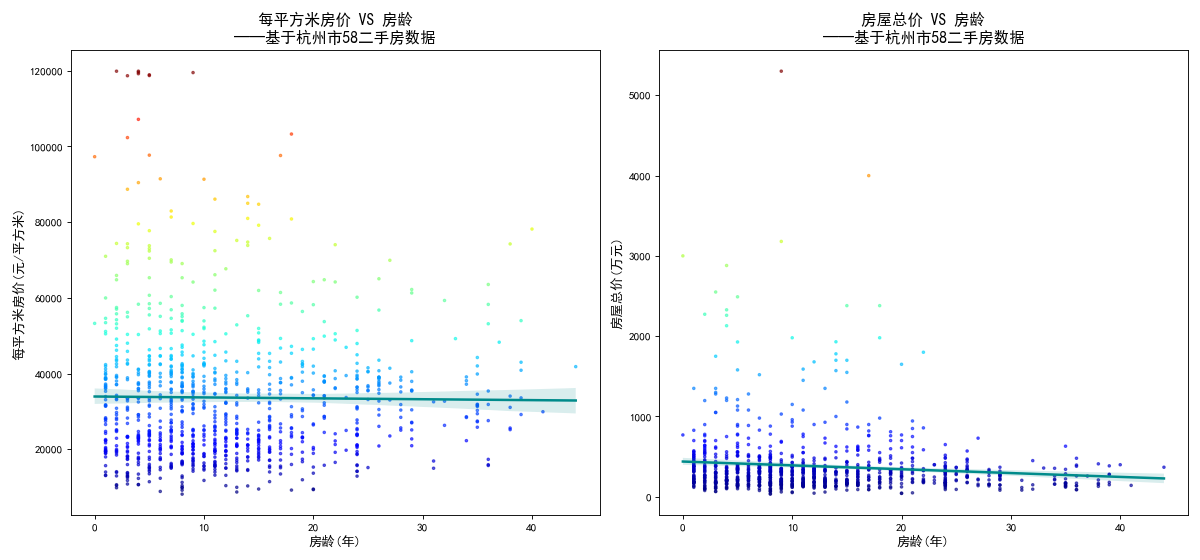 每平方米房价 VS 房龄
——基于杭州市58二手房数据
每平方米房价(元/平方米)
120000
100000
80000
60000
40000
20000
0
10
20
30
40
房龄(年)
房屋总价 VS 房龄
——基于杭州市58二手房数据
房屋总价(万元)
5000
4000
3000
2000
1000
0
0
10
20
30
40
房龄(年)